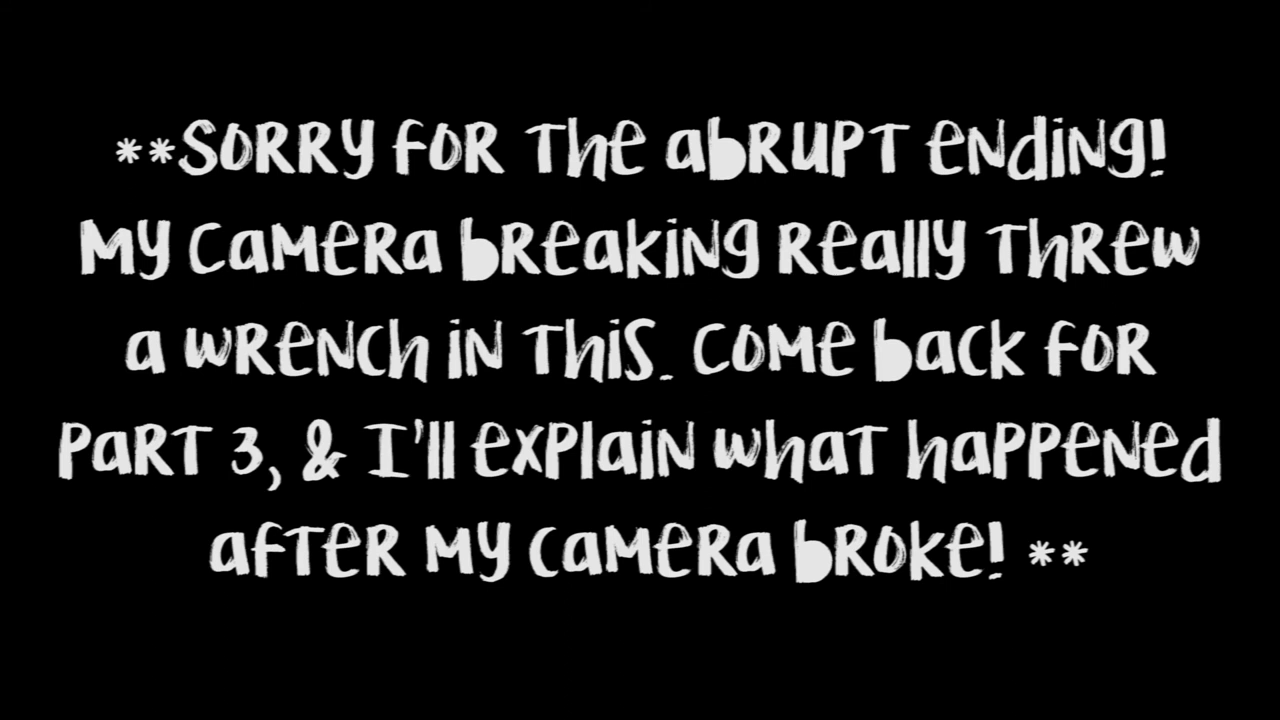 **Sorry for the abrupt ending!
My camera breaking really threw
a wrench in this. Come back for
part 3, & I'll explain what happened
after my camera broke! **